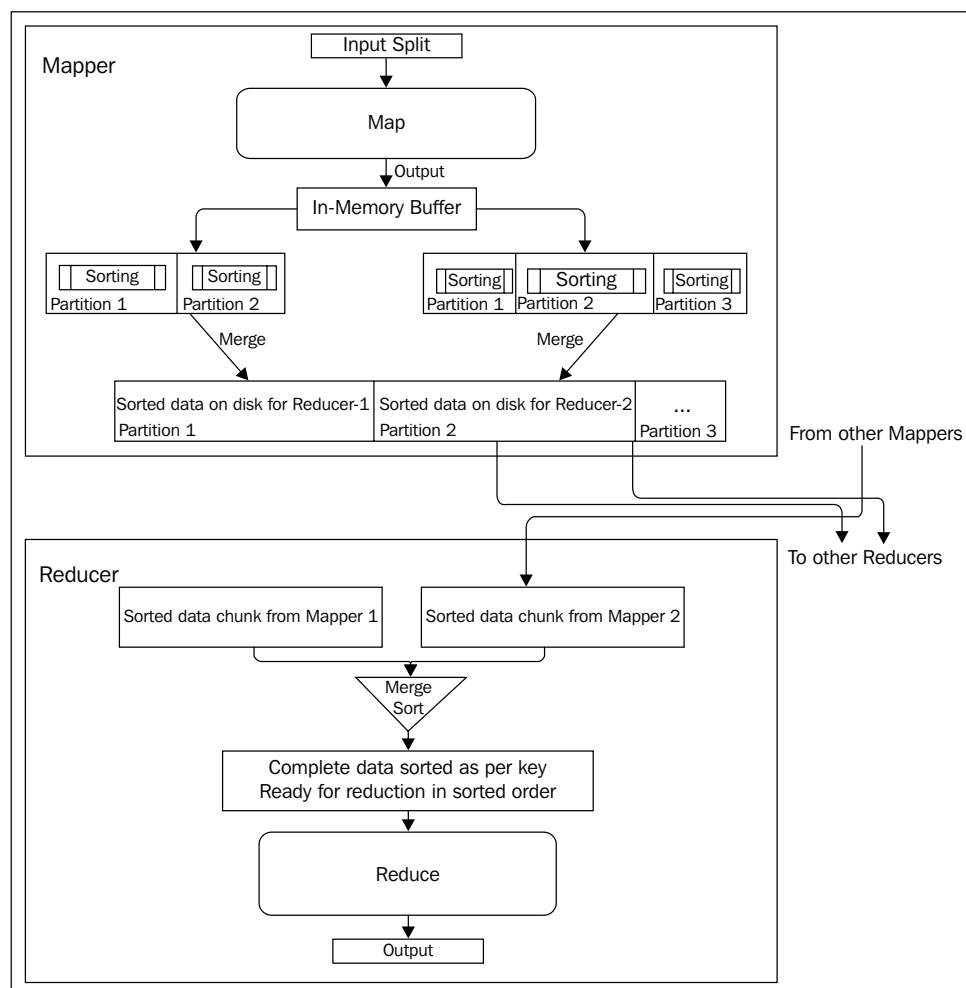 Input Split
Mapper
Map
Output
In-Memory Buffer
Sorting
Partition 1
Sorting
Partition 2
Sorting
Partition 1
Sorting
Partition 2
Sorting
Partition 3
Merge
Merge
Sorted data on disk for Reducer-1
Partition 1
Sorted data on disk for Reducer-2
Partition 2
...
Partition 3
From other Mappers
To other Reducers
Reducer
Sorted data chunk from Mapper 1
Sorted data chunk from Mapper 2
Merge
Sort
Complete data sorted as per key
Ready for reduction in sorted order
Reduce
Output